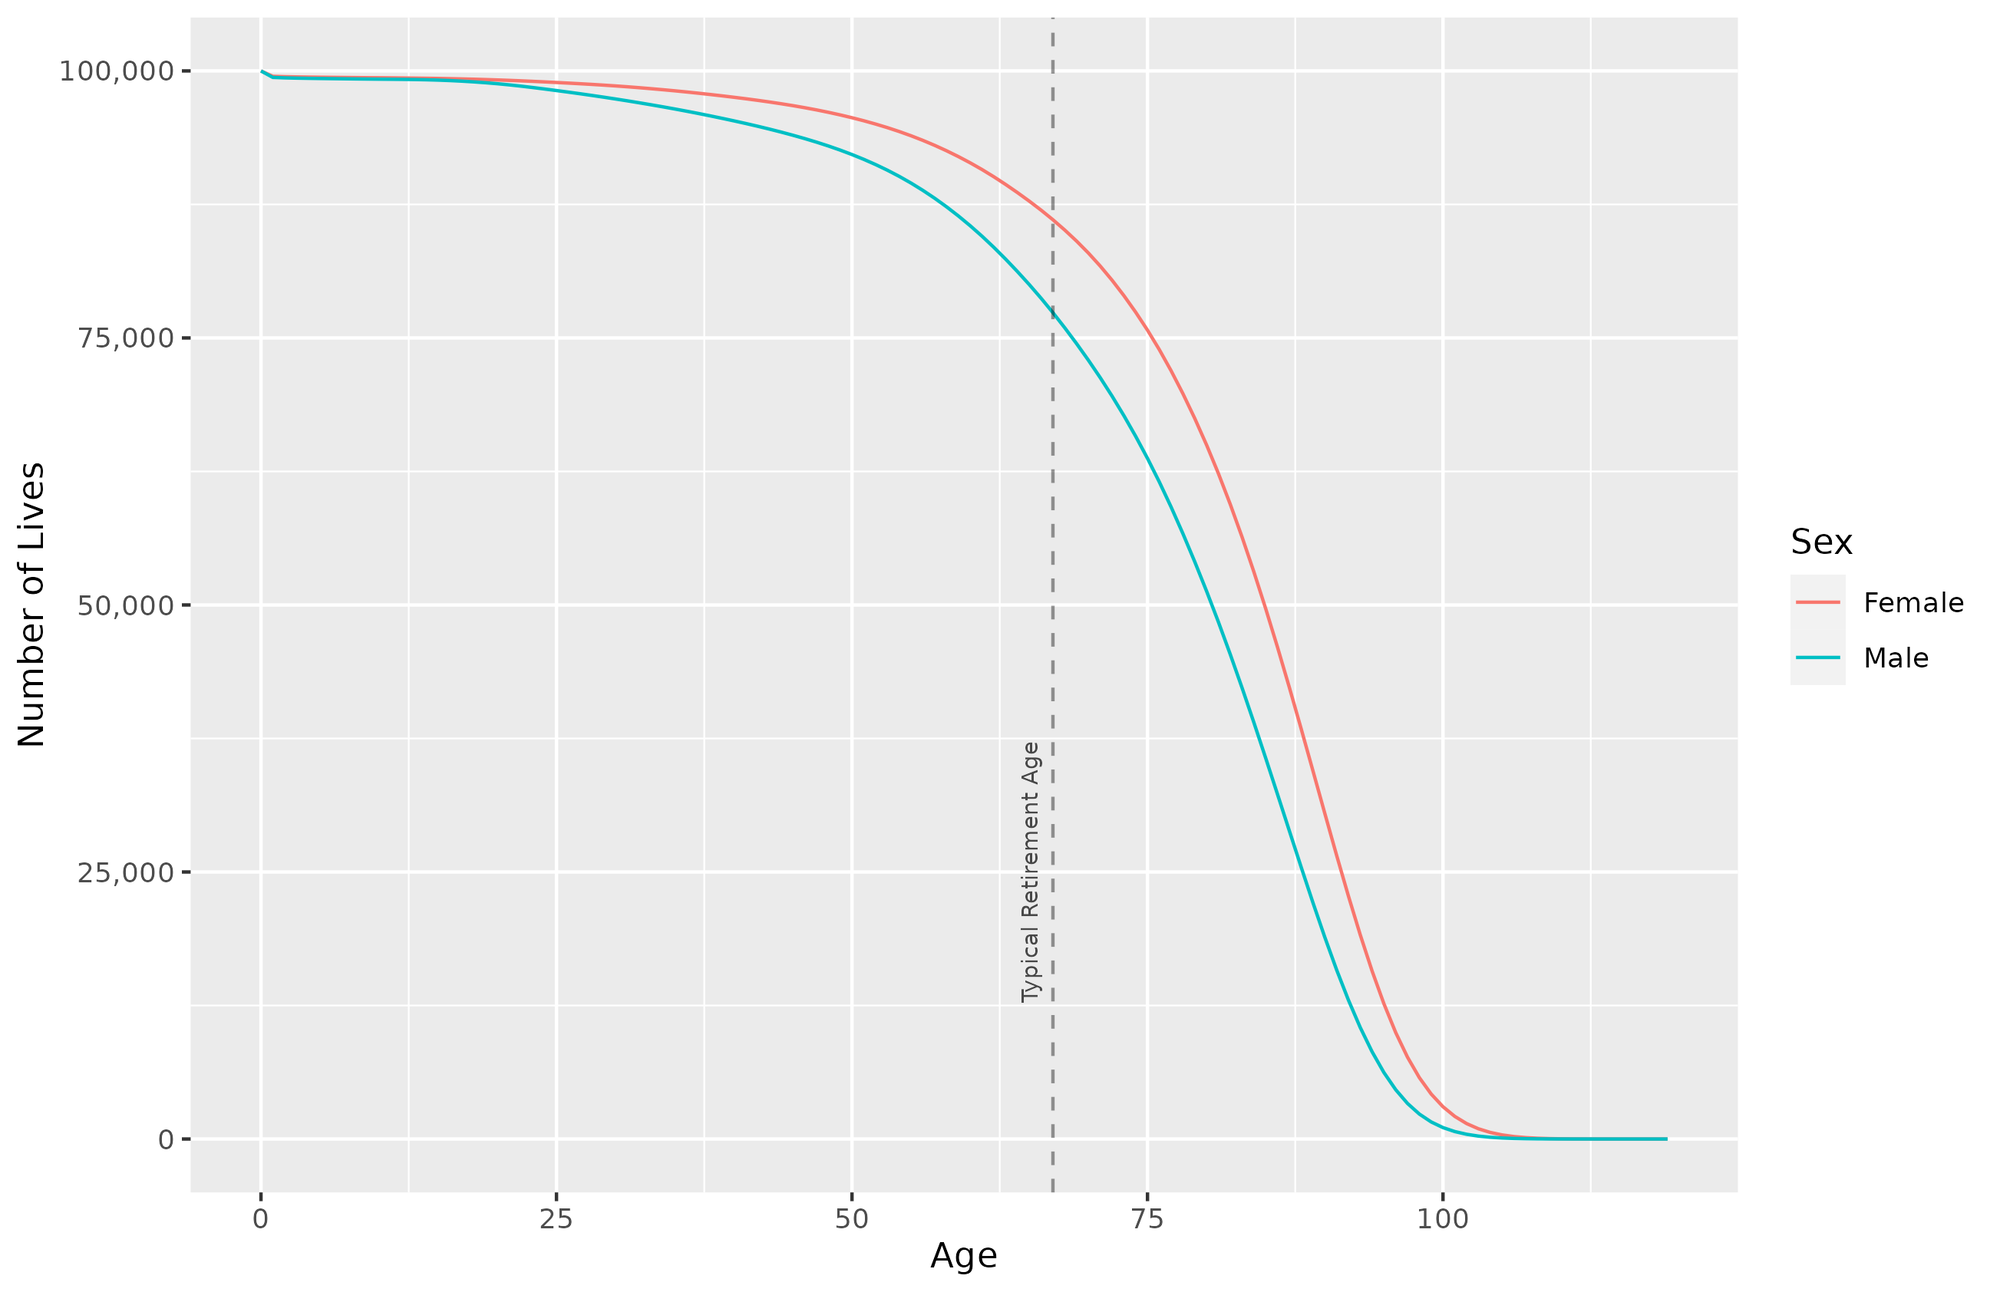 100,000
75,000
50,000
25,000
0
Number of Lives
Typical Retirement Age
0 25 50 75 100
Age
Sex
Female
Male